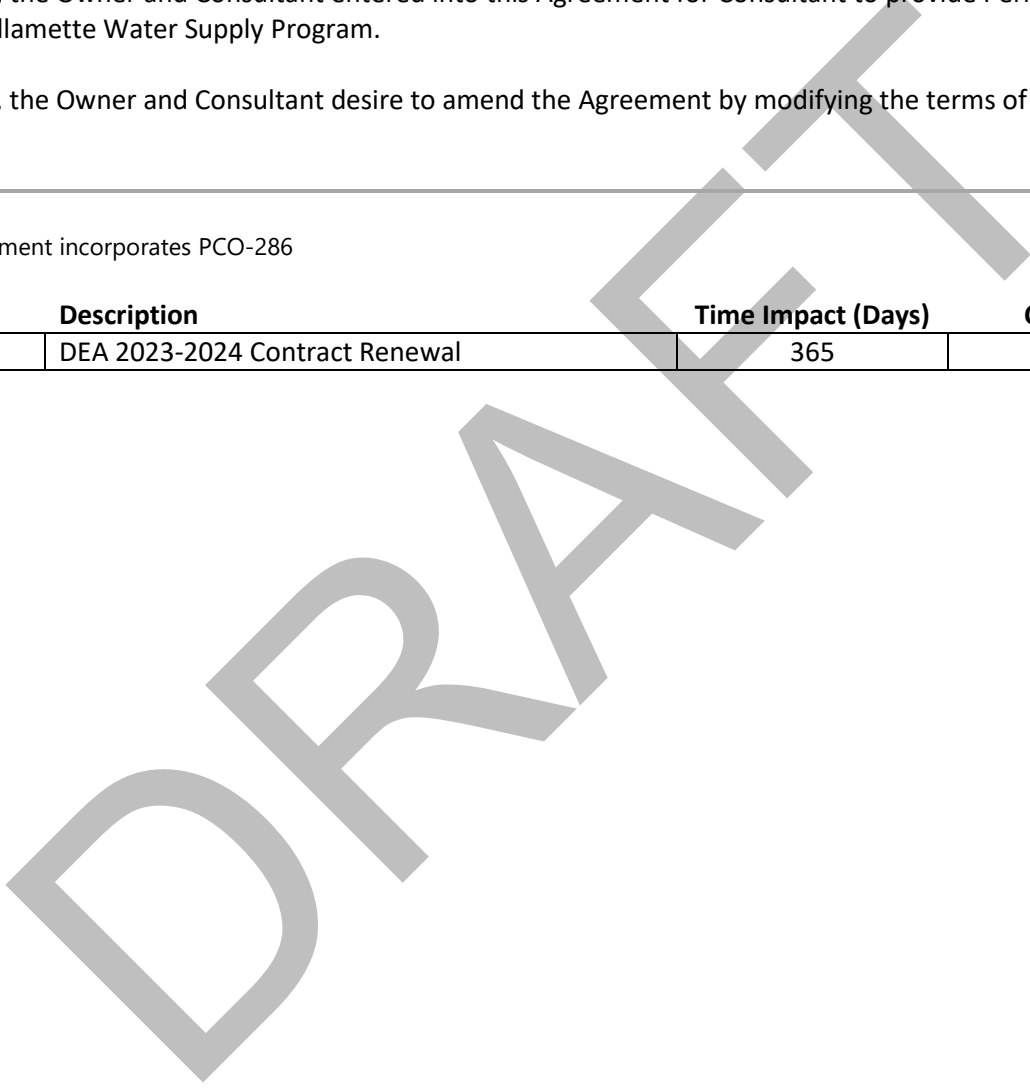 the Owner and Consultant entered into this Agreement for Consultant to provide
llamette Water Supply Program.
, the Owner and Consultant desire to amend the Agreement by modifying the terms of
ment incorporates PCO-286
Description Time Impact (Days)
DEA 2023-2024 Contract Renewal 365
DRAFT